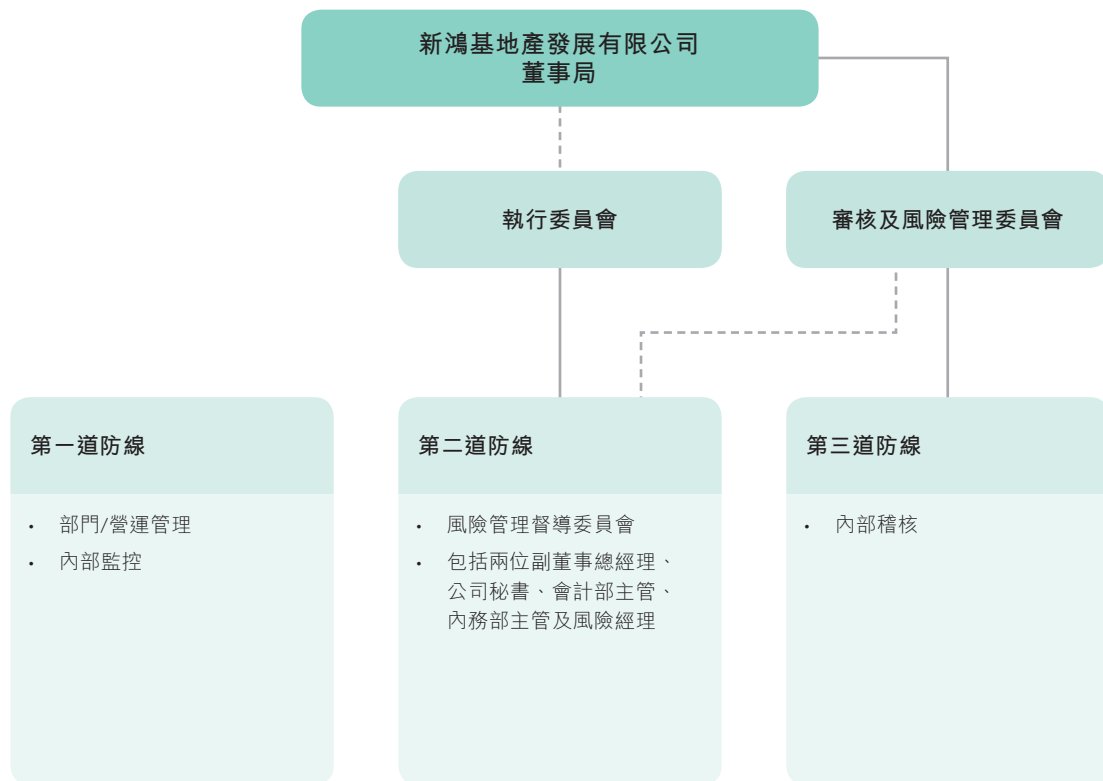 新鴻基地產發展有限公司
董事局
執行委員會
審核及風險管理委員會
第一道防線
• 部門/營運管理
• 內部監控
第二道防線
• 風險管理督導委員會
• 包括兩位副董事總經理、
公司秘書、會計部主管、
內務部主管及風險經理
第三道防線
• 內部稽核